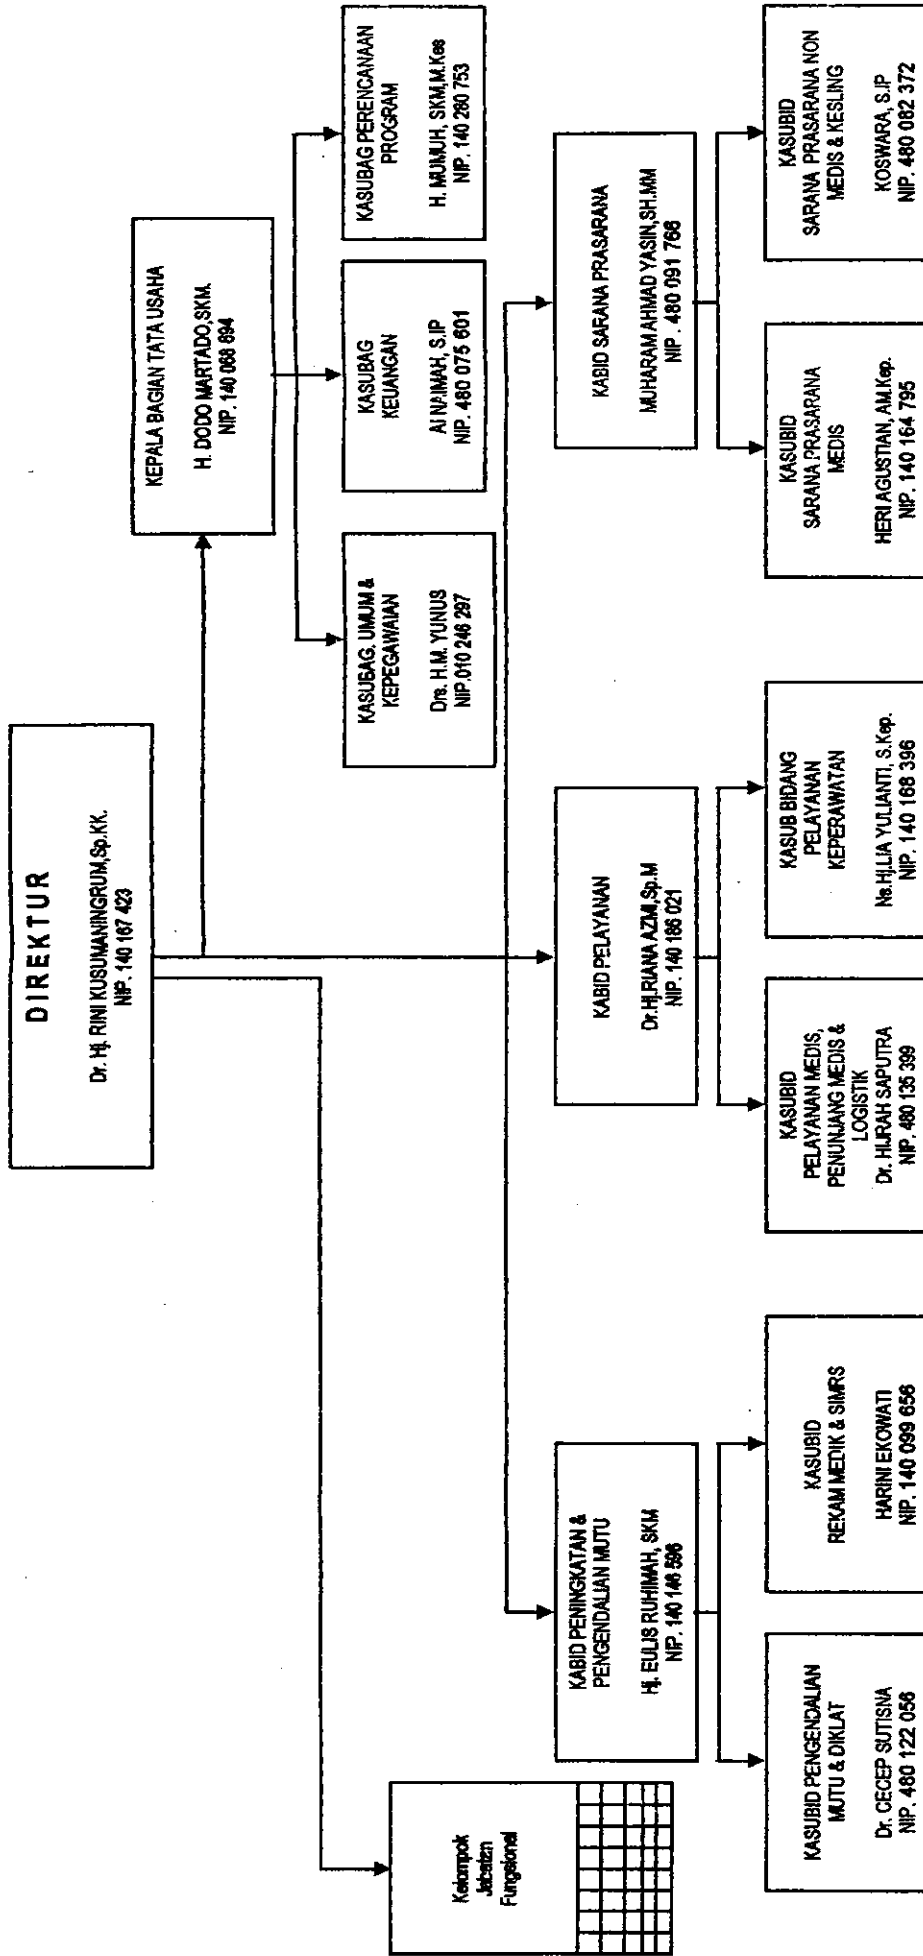 DIREKTUR
Dr. Hj. RINI KUSUMANINGRUM,Sp.KK.
NIP. 140 167 423
KEPALA BAGIAN TATA USAHA
H. DODO MARTADO,SKM.
NIP. 140 068 894
KASUBAG. UMUM &
KEPEGAWAIAN
Drs. H.M. YUNUS
NIP.010 246 297
KASUBAG
KEUANGAN
AI NAIMAH, S.IP
NIP. 480 075 601
KASUBAG PERENCANAAN
PROGRAM
H. MUMUH, SKM,M.Kes
NIP. 140 280 753
Kelompok
Jabatan
Fungsional
KABID PENINGKATAN &
PENGENDALIAN MUTU
Hj. EULIS RUHIMAH, SKM
NIP. 140 146 596
KABID PELAYANAN
Dr.Hj.RIANA AZMI,Sp.M
NIP. 140 186 021
KABID SARANA PRASARANA
MUHARAM AHMAD YASIN,SH.MM
NIP . 480 091 766
KASUBID PENGENDALIAN
MUTU & DIKLAT
Dr. CECEP SUTISNA
NIP. 480 122 056
KASUBID
REKAM MEDIK & SIMRS
HARINI EKOWATI
NIP. 140 099 656
KASUBID
PELAYANAN MEDIS,
PENUNJANG MEDIS &
LOGISTIK
Dr. HIJRAH SAPUTRA
NIP. 480 135 399
KASUB BIDANG
PELAYANAN
KEPERAWATAN
Ns.Hj.LIA YULIANTI, S.Kep.
NIP. 140 168 396
KASUBID
SARANA PRASARANA
MEDIS
HERI AGUSTIAN, AM.Kep.
NIP. 140 164 795
KASUBID
SARANA PRASARANA NON
MEDIS & KESLING
KOSWARA, S.IP
NIP. 480 082 372